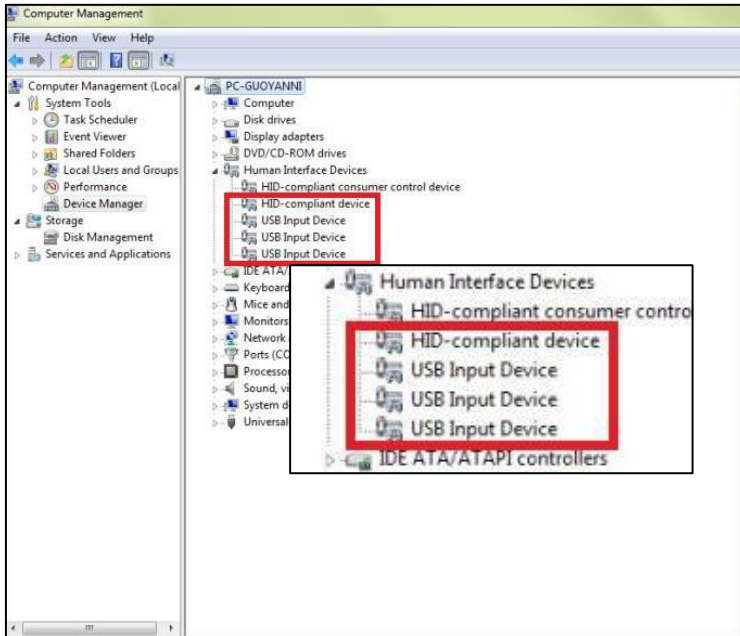 Computer Management
File Action View Help
Computer Management (Local
System Tools
Task Scheduler
Event Viewer
Shared Folders
Local Users and Groups
Performance
Device Manager
Storage
Disk Management
Services and Applications
PC-GUOYANNI
Computer
Disk drives
Display adapters
DVD/CD-ROM drives
Human Interface Devices
HID-compliant consumer control device
HID-compliant device
USB Input Device
USB Input Device
USB Input Device
IDE ATA/
Keyboard
Mice and
Monitors
Network
Ports (CO
Processo
Sound, vi
System d
Universal
Human Interface Devices
HID-compliant consumer contro
HID-compliant device
USB Input Device
USB Input Device
USB Input Device
IDE ATA/ATAPI controllers